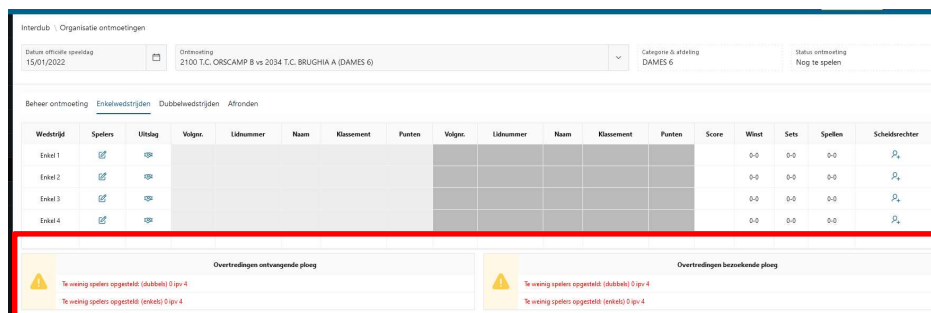 Interclub \ Organisatie ontmoetingen
Datum officiële speeldag
15/01/2022
Ontmoeting
2100 T.C. ORSCAMP B vs 2034 T.C. BRUGHIA A (DAMES 6)
Categorie & afdeling
DAMES 6
Status ontmoeting
Nog te spelen
Beheer ontmoeting Enkelwedstrijden Dubbelwedstrijden Afronden
Wedstrijd Spelers Uitslag Volgnr. Lidnummer Naam Klassement Punten Volgnr. Lidnummer Naam Klassement Punten Score Winst Sets Spellen Scheidsrechter
Enkel 1 0-0 0-0 0-0
Enkel 2 0-0 0-0 0-0
Enkel 3 0-0 0-0 0-0
Enkel 4 0-0 0-0 0-0
Overtredingen ontvangende ploeg
Te weinig spelers opgesteld: (dubbels) 0 ipv 4
Te weinig spelers opgesteld: (enkels) 0 ipv 4
Overtredingen bezoekende ploeg
Te weinig spelers opgesteld: (dubbels) 0 ipv 4
Te weinig spelers opgesteld: (enkels) 0 ipv 4